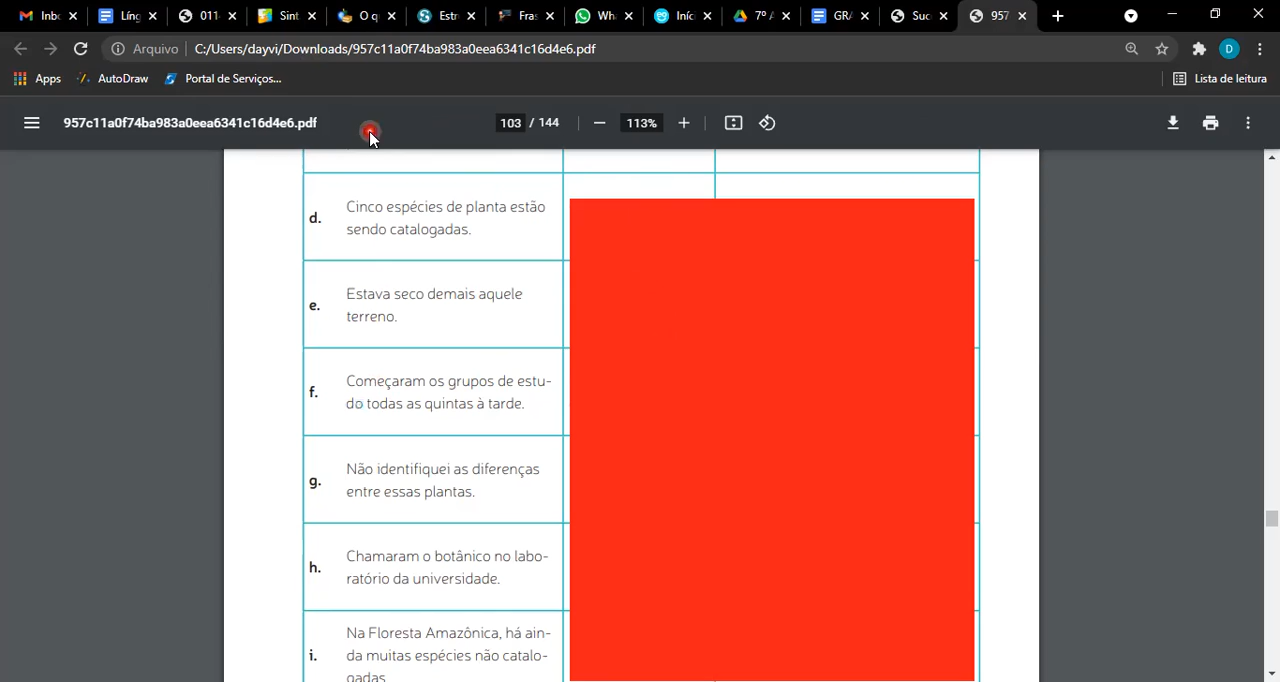 Inb
Líng
011
Sint
O q
Estr
Fras
Wh
Iníc
7º A
GRA
Suc
957
Arquivo C:/Users/dayvi/Downloads/957c11a0f74ba983a0eea6341c16d4e6.pdf
D
Apps AutoDraw Portal de Serviços... Lista de leitura
957c11a0f74ba983a0eea6341c16d4e6.pdf 103 / 144 113%
d. Cinco espécies de planta estão
sendo catalogadas.
e. Estava seco demais aquele
terreno.
f. Começaram os grupos de estu-
do todas as quintas à tarde.
g. Não identifiquei as diferenças
entre essas plantas.
h. Chamaram o botânico no labo-
ratório da universidade.
i. Na Floresta Amazônica, há ain-
da muitas espécies não catalo-
gadas